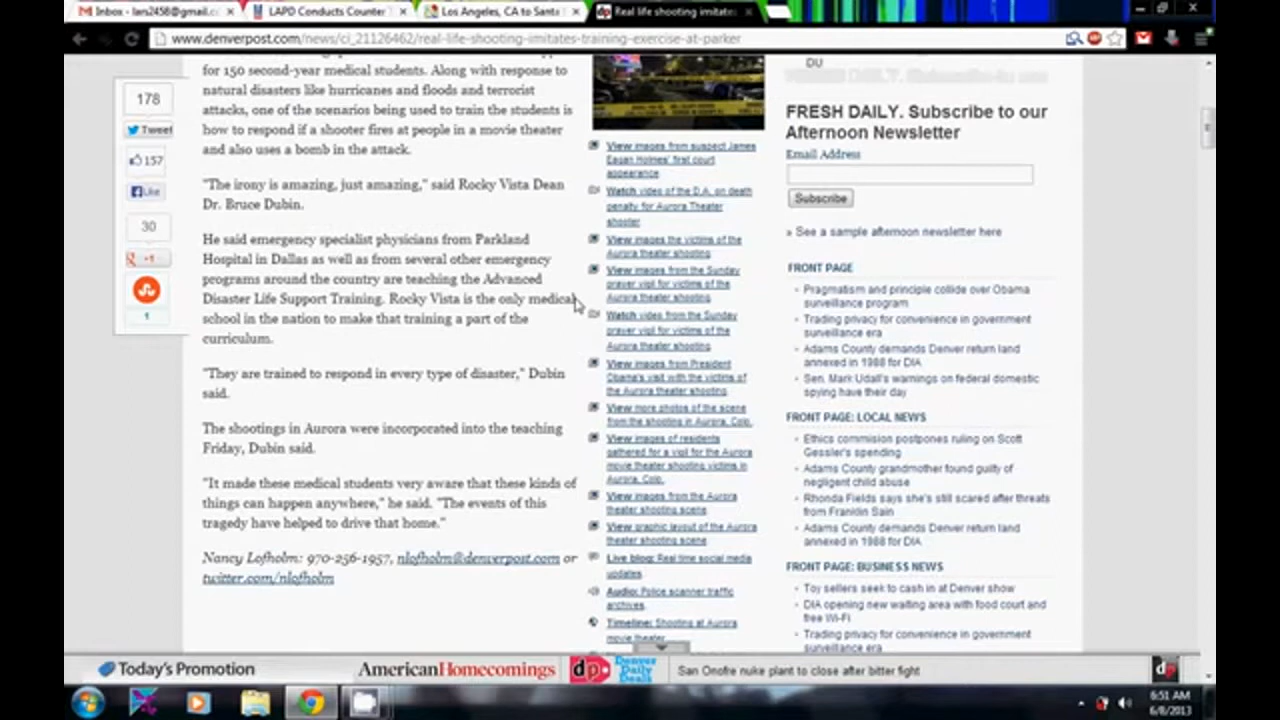 Inbox - lars2458@gmail.c
LAPD Conducts Counter
Los Angeles, CA to Santa
Real life shooting imitates
www.denverpost.com/news/ci_21126462/real-life-shooting-imitates-training-exercise-at-parker
178
Tweet
157
Like
30
+1
1
for 150 second-year medical students. Along with response to
natural disasters like hurricanes and floods and terrorist
attacks, one of the scenarios being used to train the students is
how to respond if a shooter fires at people in a movie theater
and also uses a bomb in the attack.
"The irony is amazing, just amazing," said Rocky Vista Dean
Dr. Bruce Dubin.
He said emergency specialist physicians from Parkland
Hospital in Dallas as well as from several other emergency
programs around the country are teaching the Advanced
Disaster Life Support Training. Rocky Vista is the only medical
school in the nation to make that training a part of the
curriculum.
"They are trained to respond in every type of disaster," Dubin
said.
The shootings in Aurora were incorporated into the teaching
Friday, Dubin said.
"It made these medical students very aware that these kinds of
things can happen anywhere," he said. "The events of this
tragedy have helped to drive that home."
Nancy Lofholm: 970-256-1957, nlofholm@denverpost.com or
twitter.com/nlofholm
View images from suspect James
Eagan Holmes' first court
appearance
Watch video of the D.A. on death
penalty for Aurora Theater
shooter
View images the victims of the
Aurora theater shooting
View images from the Sunday
prayer vigil for victims of the
Aurora theater shooting
Watch video from the Sunday
prayer vigil for victims of the
Aurora theater shooting
View images from President
Obama's visit with the victims of
the Aurora theater shooting
View more photos of the scene
from the shooting in Aurora, Colo.
View images of residents
gathered for a vigil for the Aurora
movie theater shooting victims in
Aurora, Colo.
View images from the Aurora
theater shooting scene
View graphic layout of the Aurora
theater shooting scene
Live blog: Real time social media
updates
Audio: Police scanner traffic
archives.
Timeline: Shooting at Aurora
movie theater
DU
FRESH DAILY. Subscribe to our
Afternoon Newsletter
Email Address
Subscribe
» See a sample afternoon newsletter here
FRONT PAGE
Pragmatism and principle collide over Obama
surveillance program
Trading privacy for convenience in government
surveillance era
Adams County demands Denver return land
annexed in 1988 for DIA
Sen. Mark Udall's warnings on federal domestic
spying have their day
FRONT PAGE: LOCAL NEWS
Ethics commision postpones ruling on Scott
Gessler's spending
Adams County grandmother found guilty of
negligent child abuse
Rhonda Fields says she's still scared after threats
from Franklin Sain
Adams County demands Denver return land
annexed in 1988 for DIA
FRONT PAGE: BUSINESS NEWS
Toy sellers seek to cash in at Denver show
DIA opening new waiting area with food court and
free Wi-Fi
Trading privacy for convenience in government
surveillance era
Today's Promotion
AmericanHomecomings
dp
Denver
Daily
Deals
San Onofre nuke plant to close after bitter fight
dp
6:51 AM
6/8/2013